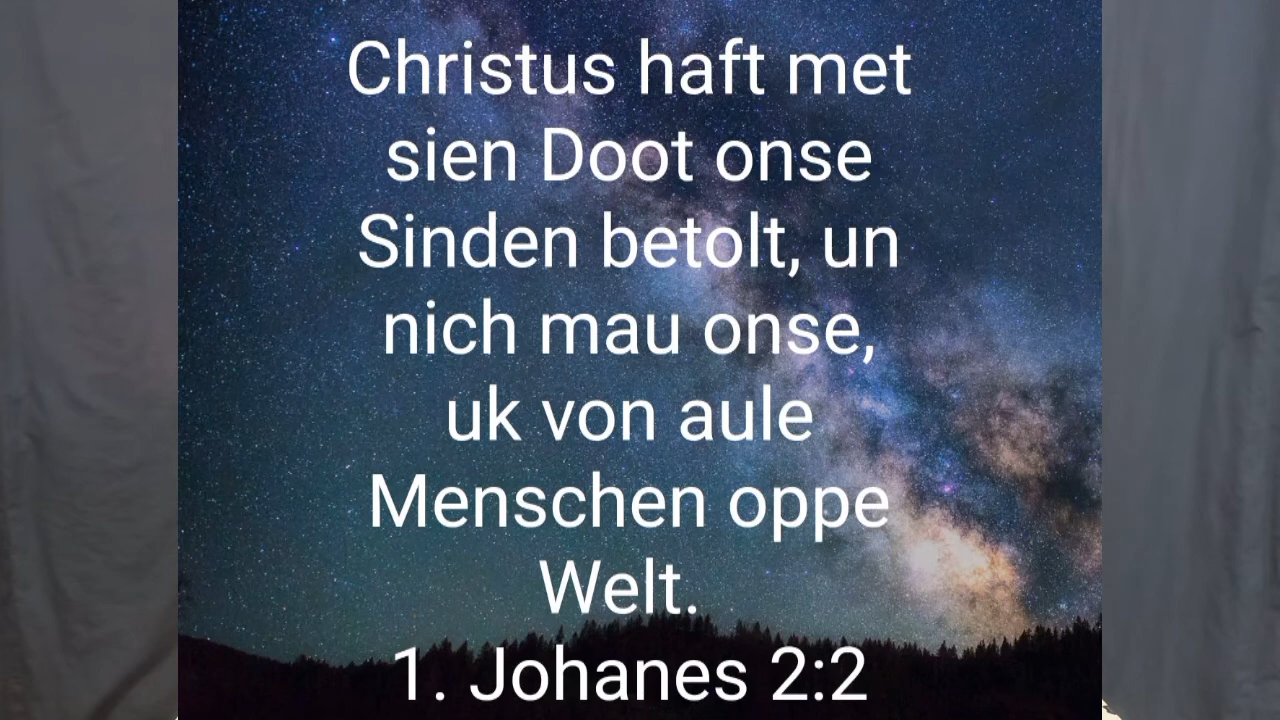 Christus haft met
sien Doot onse
Sinden betolt, un
nich mau onse,
uk von aule
Menschen oppe
Welt.
1. Johanes 2:2